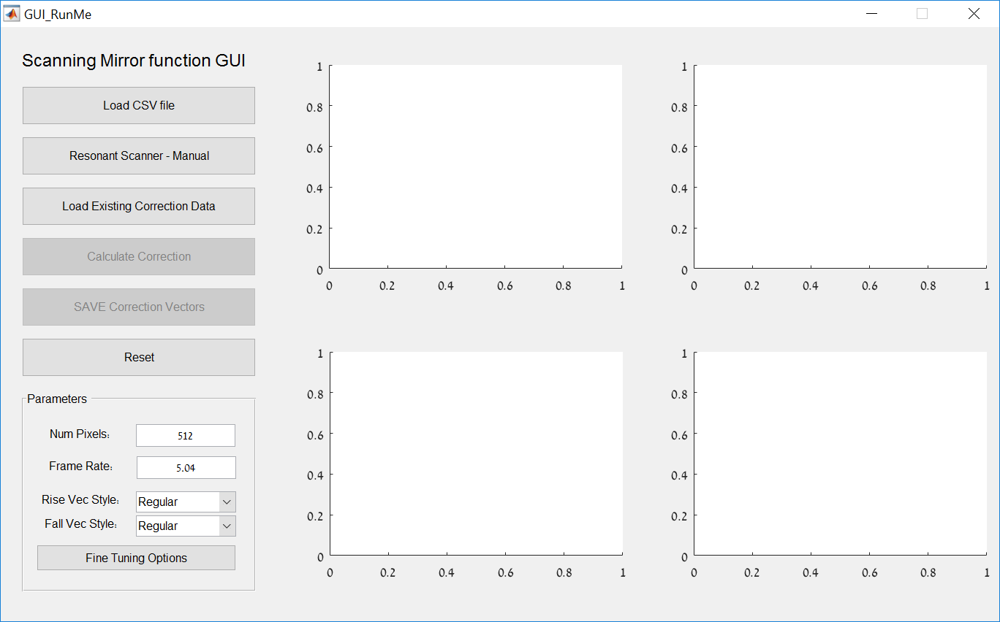 GUI_RunMe
Scanning Mirror function GUI
Load CSV file
Resonant Scanner - Manual
Load Existing Correction Data
Calculate Correction
SAVE Correction Vectors
Reset
Parameters
Num Pixels: 512
Frame Rate: 5.04
Rise Vec Style: Regular
Fall Vec Style: Regular
Fine Tuning Options
1
0.8
0.6
0.4
0.2
0
0 0.2 0.4 0.6 0.8 1
1
0.8
0.6
0.4
0.2
0
0 0.2 0.4 0.6 0.8 1
1
0.8
0.6
0.4
0.2
0
0 0.2 0.4 0.6 0.8 1
1
0.8
0.6
0.4
0.2
0
0 0.2 0.4 0.6 0.8 1